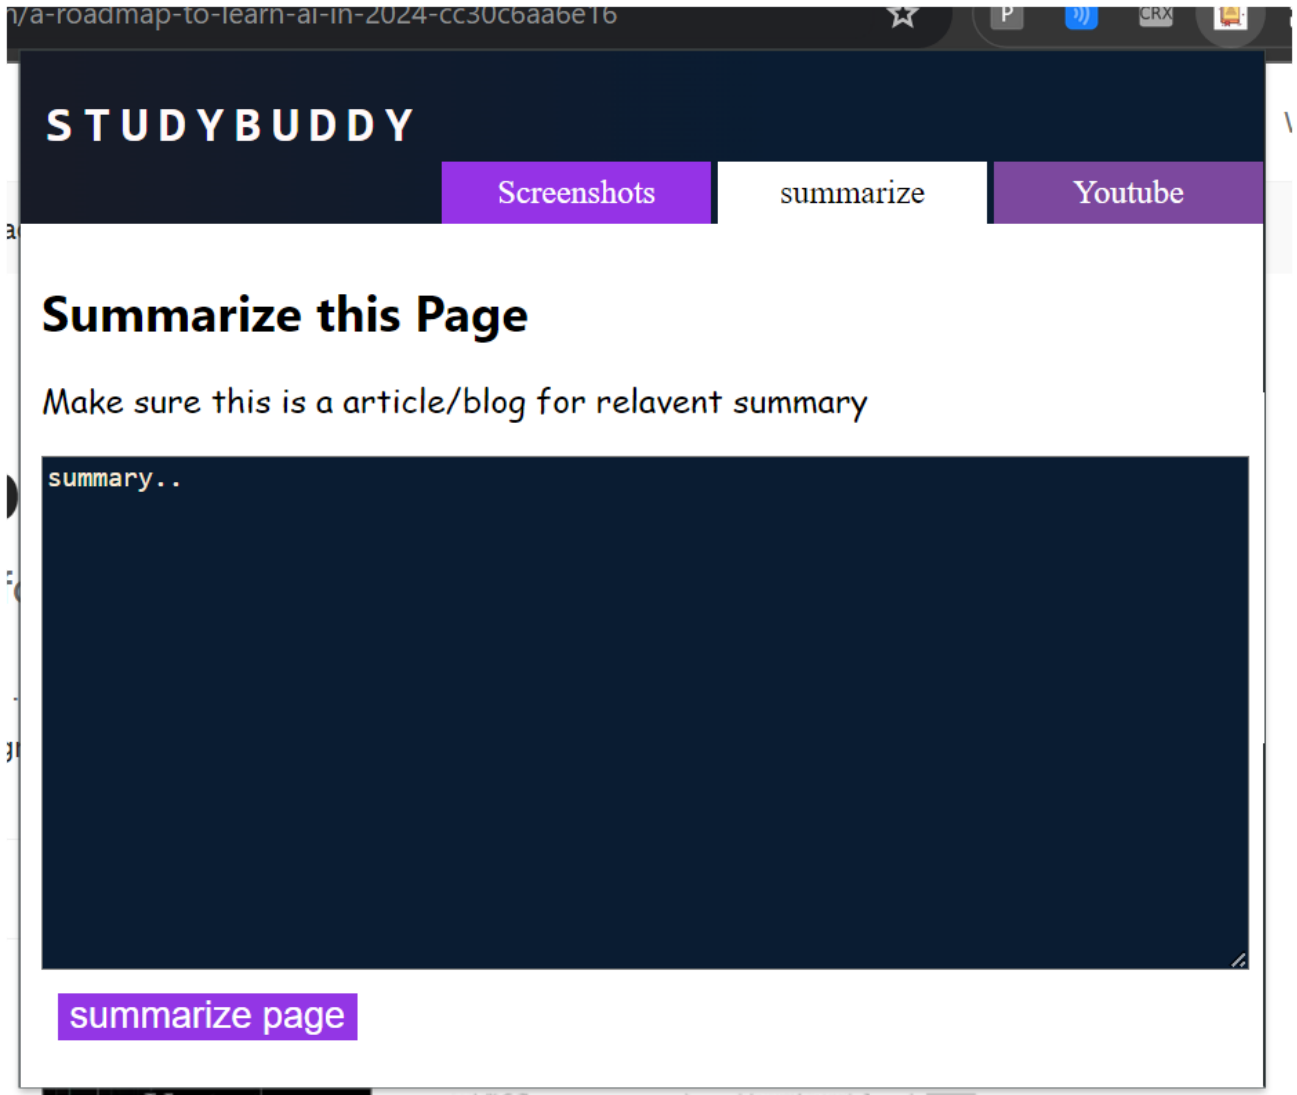 /a-roadmap-to-learn-ai-in-2024-cc30c6aa6e16
P
CRX
STUDYBUDDY
Screenshots
summarize
Youtube
Summarize this Page
Make sure this is a article/blog for relavent summary
summary..
summarize page